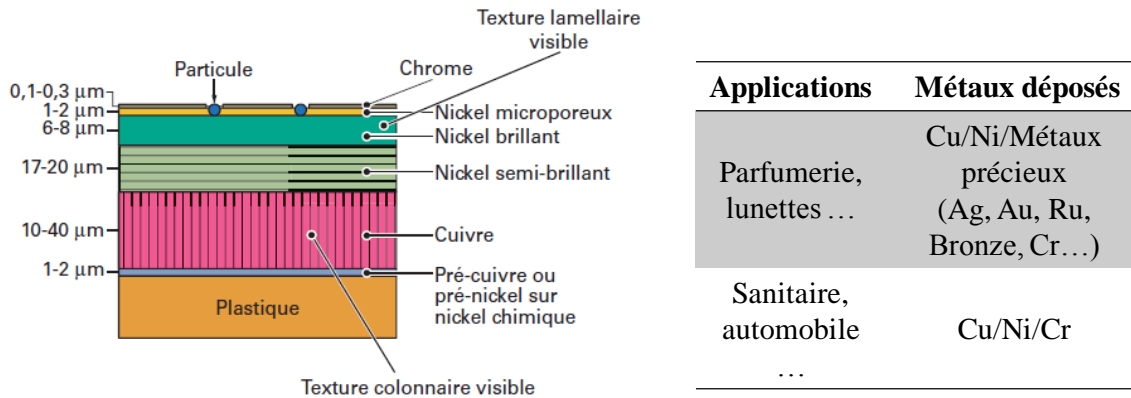 Texture lamellaire
visible
Particule
Chrome
0,1-0,3 µm
1-2 µm
Nickel microporeux
6-8 µm
Nickel brillant
17-20 µm
Nickel semi-brillant
10-40 µm
Cuivre
1-2 µm
Pré-cuivre ou
pré-nickel sur
nickel chimique
Plastique
Texture colonnaire visible
Applications Métaux déposés
Parfumerie,
lunettes …
Cu/Ni/Métaux
précieux
(Ag, Au, Ru,
Bronze, Cr…)
Sanitaire,
automobile
…
Cu/Ni/Cr